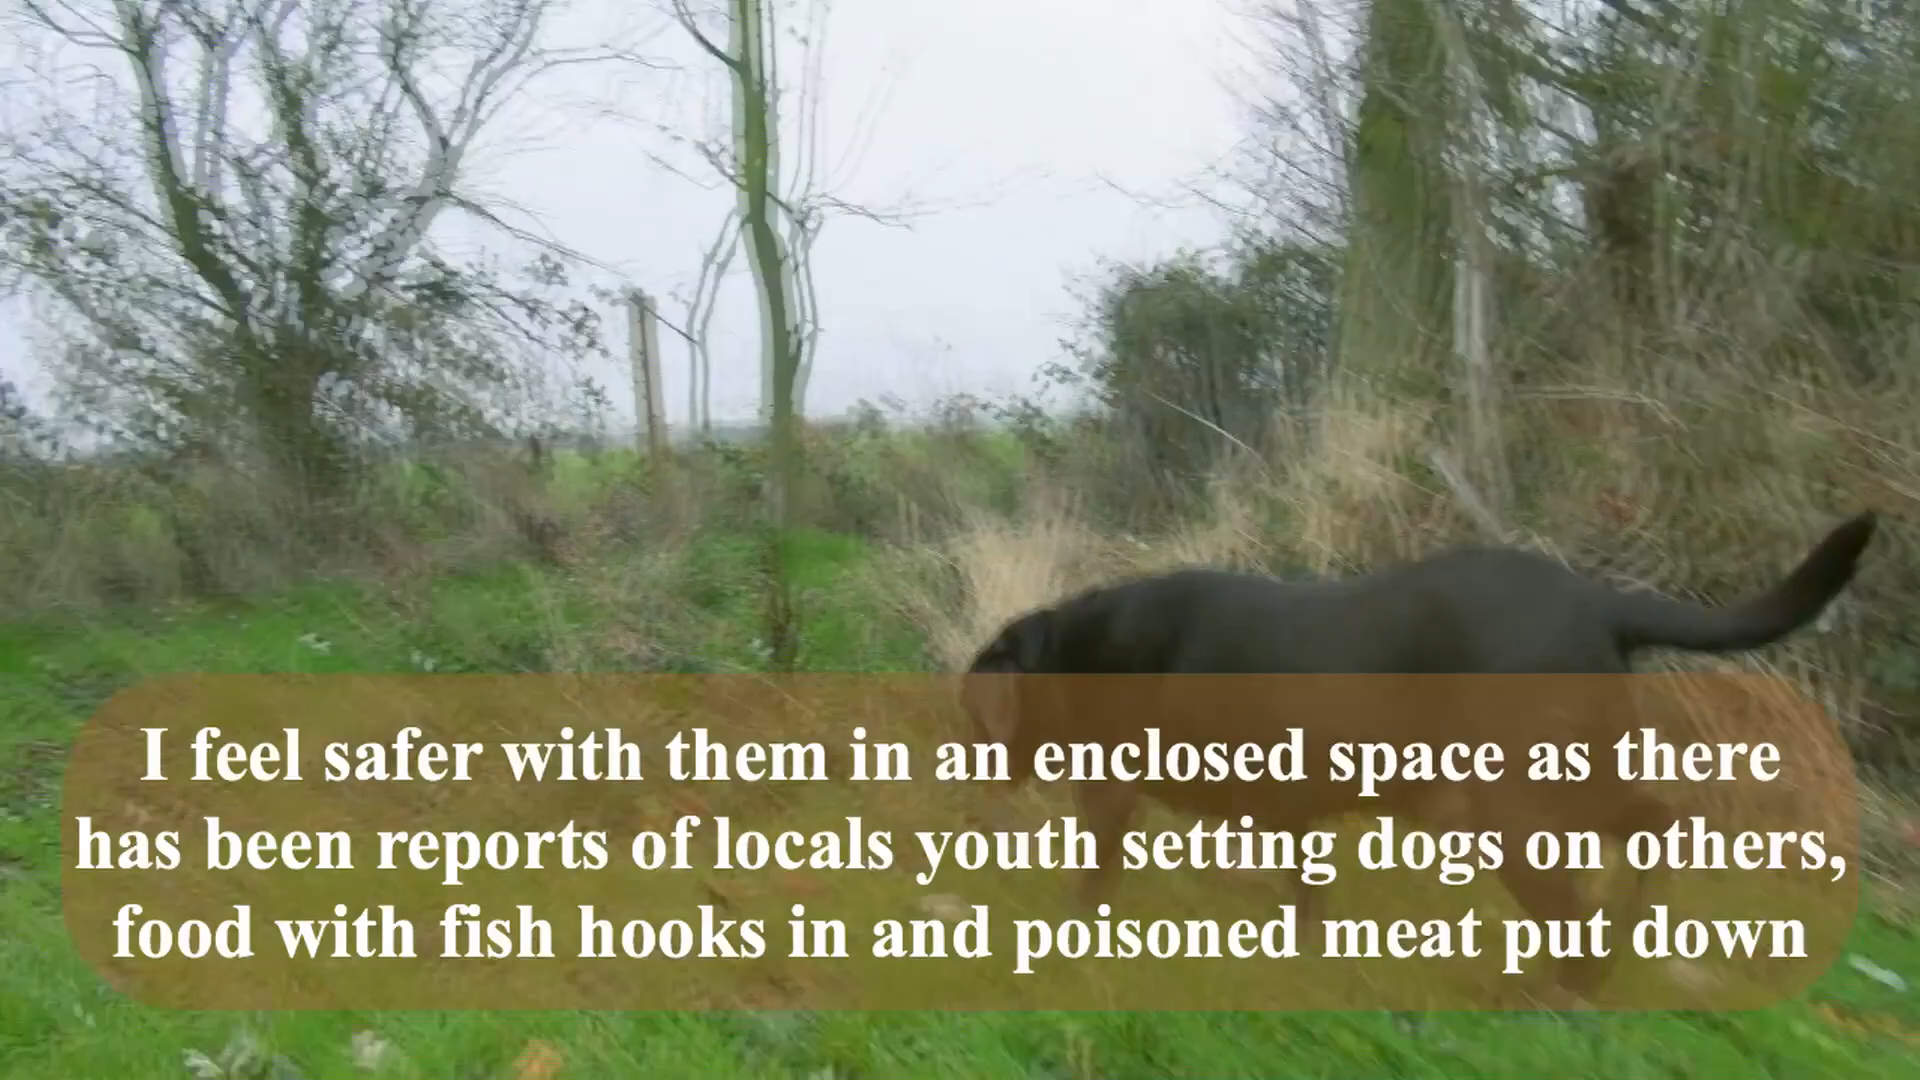 I feel safer with them in an enclosed space as there
has been reports of locals youth setting dogs on others,
food with fish hooks in and poisoned meat put down